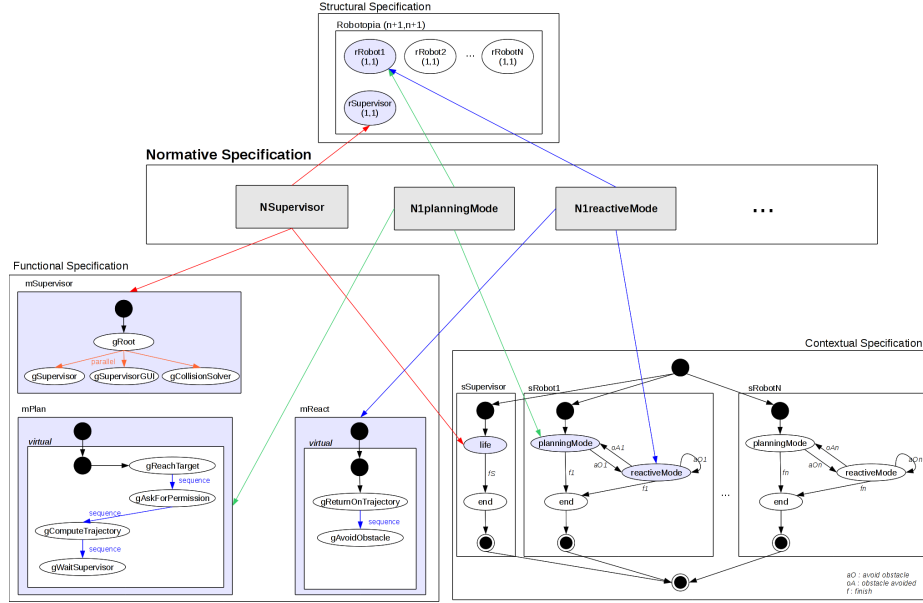 Structural Specification
Robotopia (n+1,n+1)
rRobot1
(1,1)
rRobot2
(1,1)
...
rRobotN
(1,1)
rSupervisor
(1,1)
Normative Specification
NSupervisor
N1planningMode
N1reactiveMode
...
Functional Specification
mSupervisor
gRoot
parallel
gSupervisor
gSupervisorGUI
gCollisionSolver
mPlan
virtual
gReachTarget
sequence
gAskForPermission
sequence
gComputeTrajectory
sequence
gWaitSupervisor
mReact
virtual
gReturnOnTrajectory
sequence
gAvoidObstacle
Contextual Specification
sSupervisor
life
fS
end
sRobot1
planningMode
oA1
aO1
reactiveMode
aO1
f1
f1
end
...
sRobotN
planningMode
oAn
aOn
reactiveMode
aOn
fn
fn
end
aO : avoid obstacle
oA : obstacle avoided
f : finish